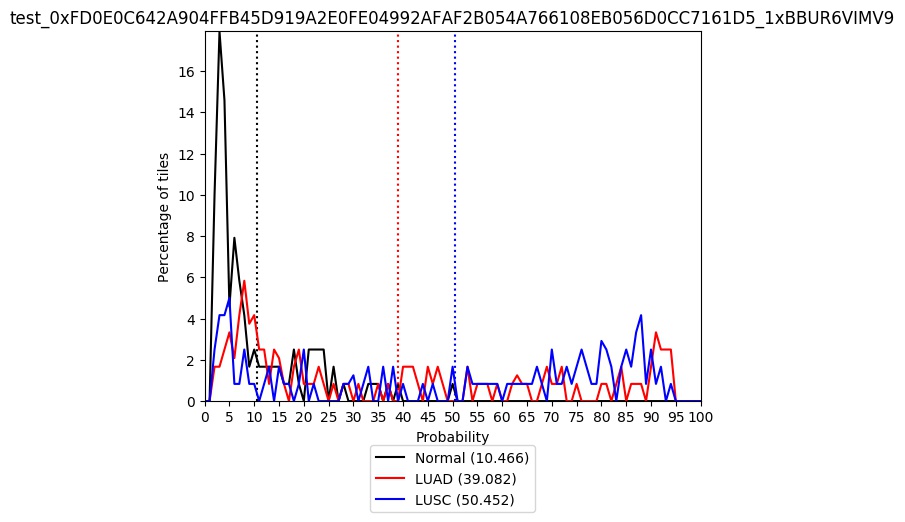 test_0xFD0E0C642A904FFB45D919A2E0FE04992AFAF2B054A766108EB056D0CC7161D5_1xBBUR6VIMV9
16
14
12
10
8
6
4
2
0
Percentage of tiles
0 5 10 15 20 25 30 35 40 45 50 55 60 65 70 75 80 85 90 95 100
Probability
Normal (10.466)
LUAD (39.082)
LUSC (50.452)